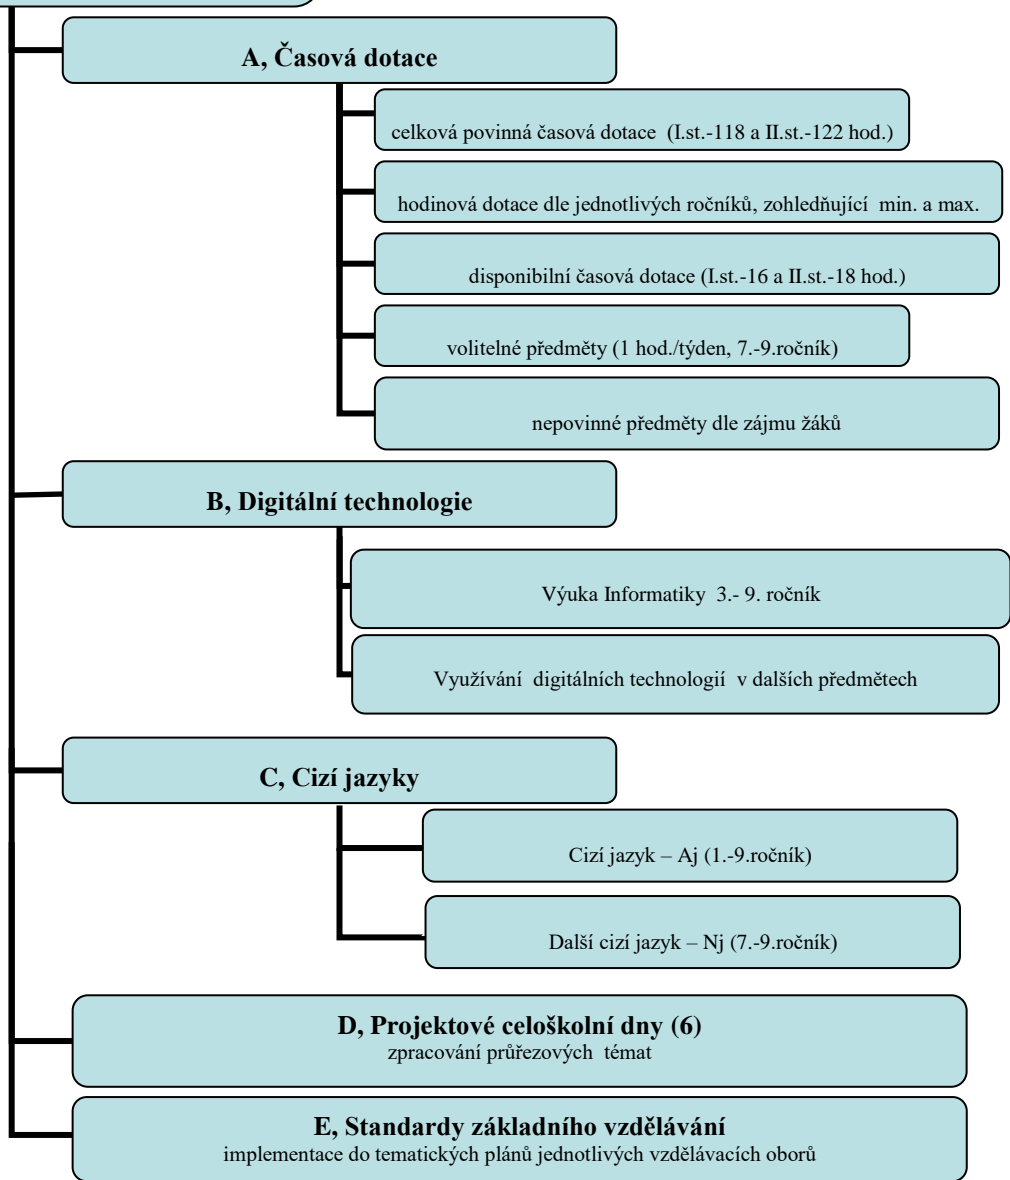 A, Časová dotace
celková povinná časová dotace (I.st.-118 a II.st.-122 hod.)
hodinová dotace dle jednotlivých ročníků, zohledňující min. a max.
disponibilní časová dotace (I.st.-16 a II.st.-18 hod.)
volitelné předměty (1 hod./týden, 7.-9.ročník)
nepovinné předměty dle zájmu žáků
B, Digitální technologie
Výuka Informatiky 3.- 9. ročník
Využívání digitálních technologií v dalších předmětech
C, Cizí jazyky
Cizí jazyk – Aj (1.-9.ročník)
Další cizí jazyk – Nj (7.-9.ročník)
D, Projektové celoškolní dny (6)
zpracování průřezových témat
E, Standardy základního vzdělávání
implementace do tematických plánů jednotlivých vzdělávacích oborů